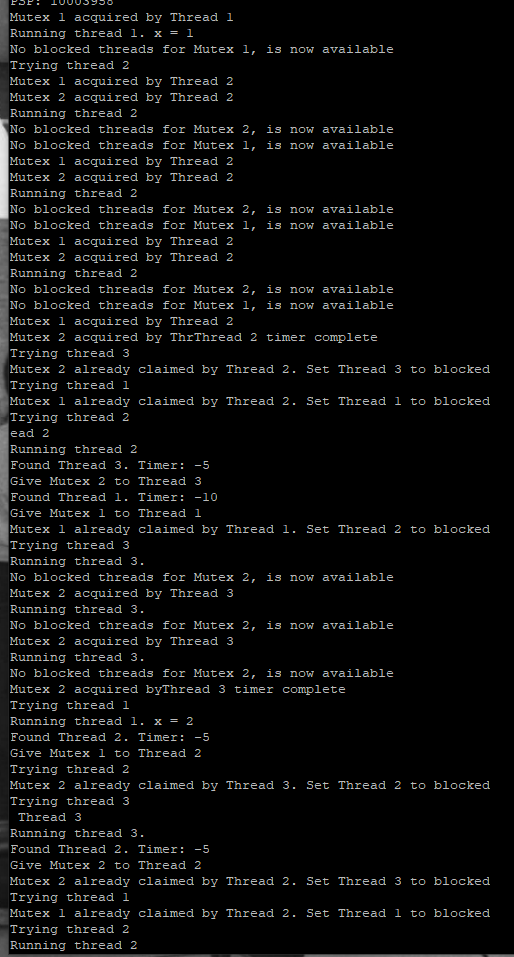 PSP: 10003958
Mutex 1 acquired by Thread 1
Running thread 1. x = 1
No blocked threads for Mutex 1, is now available
Trying thread 2
Mutex 1 acquired by Thread 2
Mutex 2 acquired by Thread 2
Running thread 2
No blocked threads for Mutex 2, is now available
No blocked threads for Mutex 1, is now available
Mutex 1 acquired by Thread 2
Mutex 2 acquired by Thread 2
Running thread 2
No blocked threads for Mutex 2, is now available
No blocked threads for Mutex 1, is now available
Mutex 1 acquired by Thread 2
Mutex 2 acquired by Thread 2
Running thread 2
No blocked threads for Mutex 2, is now available
No blocked threads for Mutex 1, is now available
Mutex 1 acquired by Thread 2
Mutex 2 acquired by ThrThread 2 timer complete
Trying thread 3
Mutex 2 already claimed by Thread 2. Set Thread 3 to blocked
Trying thread 1
Mutex 1 already claimed by Thread 2. Set Thread 1 to blocked
Trying thread 2
ead 2
Running thread 2
Found Thread 3. Timer: -5
Give Mutex 2 to Thread 3
Found Thread 1. Timer: -10
Give Mutex 1 to Thread 1
Mutex 1 already claimed by Thread 1. Set Thread 2 to blocked
Trying thread 3
Running thread 3.
No blocked threads for Mutex 2, is now available
Mutex 2 acquired by Thread 3
Running thread 3.
No blocked threads for Mutex 2, is now available
Mutex 2 acquired by Thread 3
Running thread 3.
No blocked threads for Mutex 2, is now available
Mutex 2 acquired byThread 3 timer complete
Trying thread 1
Running thread 1. x = 2
Found Thread 2. Timer: -5
Give Mutex 1 to Thread 2
Trying thread 2
Mutex 2 already claimed by Thread 3. Set Thread 2 to blocked
Trying thread 3
 Thread 3
Running thread 3.
Found Thread 2. Timer: -5
Give Mutex 2 to Thread 2
Mutex 2 already claimed by Thread 2. Set Thread 3 to blocked
Trying thread 1
Mutex 1 already claimed by Thread 2. Set Thread 1 to blocked
Trying thread 2
Running thread 2